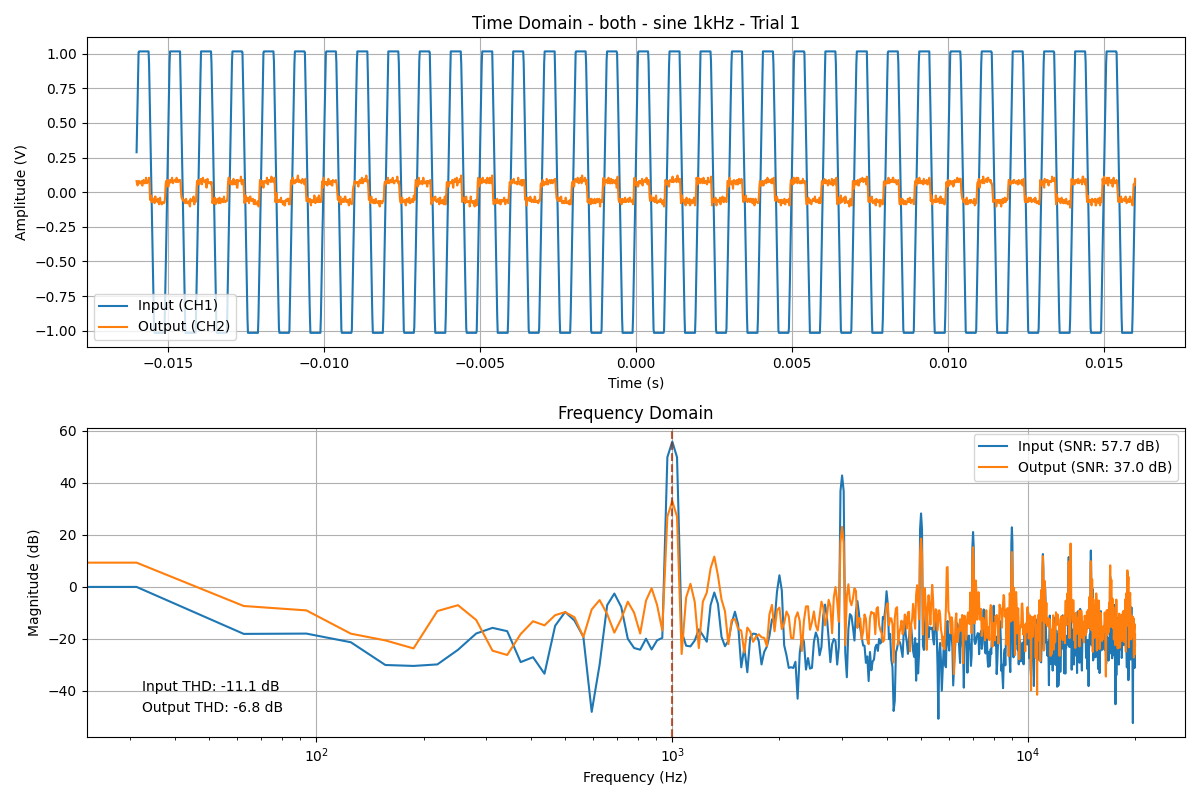 Time Domain - both - sine 1kHz - Trial 1
Amplitude (V)
1.00
0.75
0.50
0.25
0.00
−0.25
−0.50
−0.75
−1.00
Input (CH1)
Output (CH2)
−0.015
−0.010
−0.005
0.000
0.005
0.010
0.015
Time (s)
Frequency Domain
Magnitude (dB)
60
40
20
0
−20
−40
Input (SNR: 57.7 dB)
Output (SNR: 37.0 dB)
Input THD: -11.1 dB
Output THD: -6.8 dB
10²
10³
10⁴
Frequency (Hz)